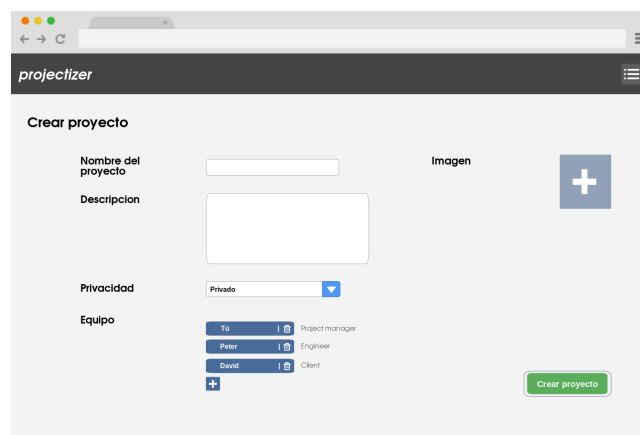 projectizer
Crear proyecto
Nombre del
proyecto
Imagen
Descripcion
Privacidad
Privado
Equipo
Tú
Project manager
Peter
Engineer
David
Client
Crear proyecto